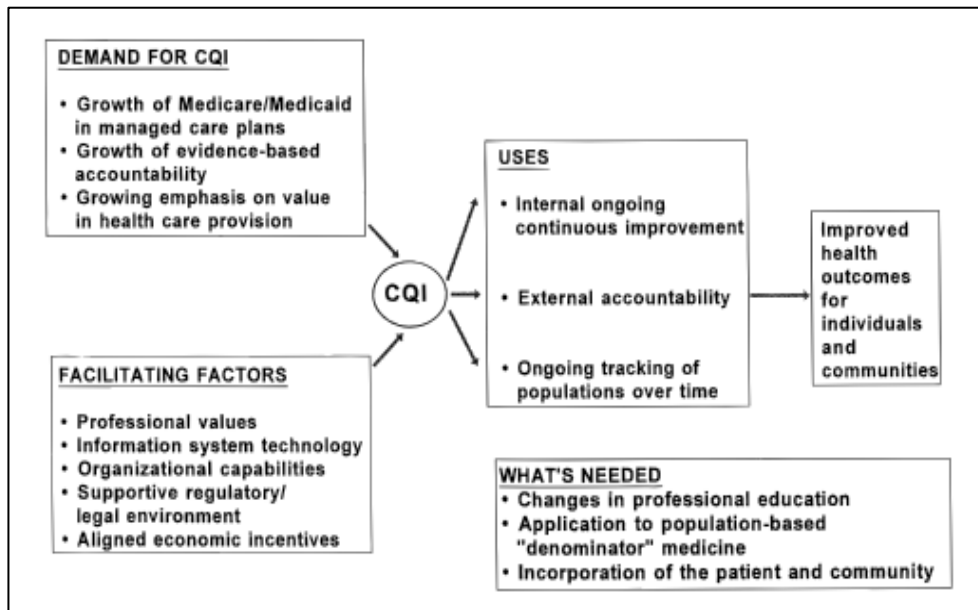 DEMAND FOR CQI
• Growth of Medicare/Medicaid
in managed care plans
• Growth of evidence-based
accountability
• Growing emphasis on value
in health care provision
CQI
FACILITATING FACTORS
• Professional values
• Information system technology
• Organizational capabilities
• Supportive regulatory/
legal environment
• Aligned economic incentives
USES
• Internal ongoing
continuous improvement
• External accountability
• Ongoing tracking of
populations over time
Improved
health
outcomes
for
individuals
and
communities
WHAT'S NEEDED
• Changes in professional education
• Application to population-based
"denominator" medicine
• Incorporation of the patient and community